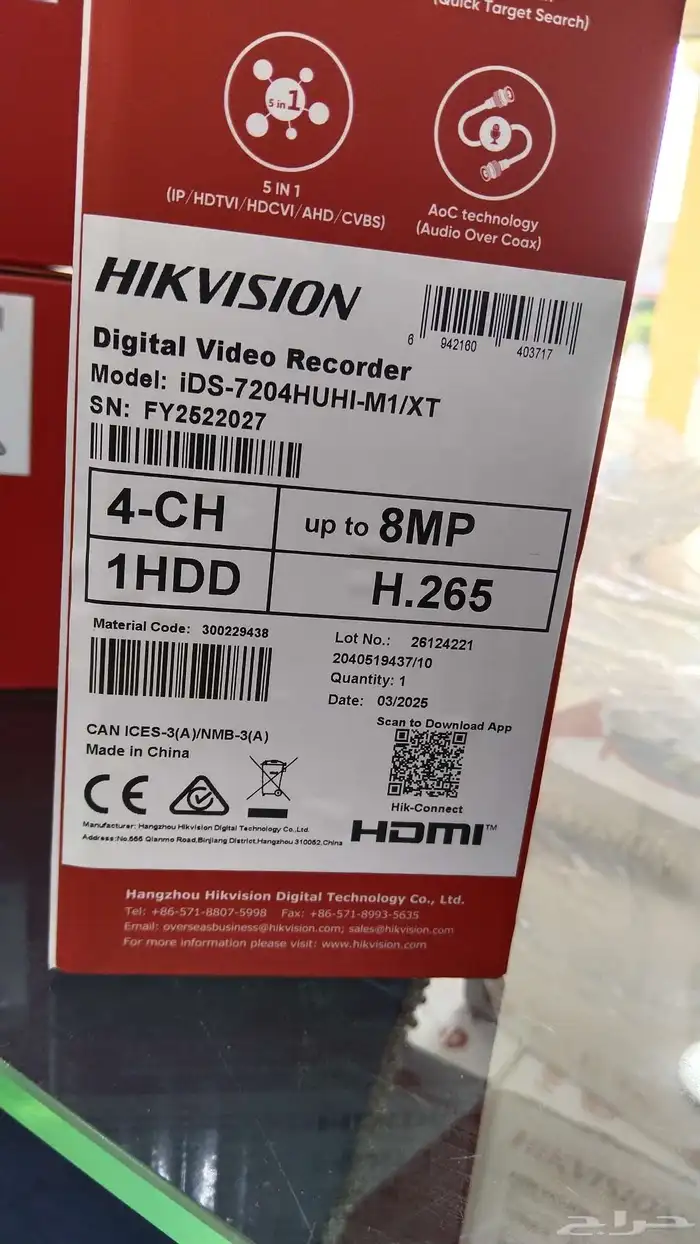 (Quick Target Search)
5 in 1
5 IN 1
(IP/HDTVI/HDCVI/AHD/CVBS)
AoC technology
(Audio Over Coax)
HIKVISION
6 942160 403717
Digital Video Recorder
Model: iDS-7204HUHI-M1/XT
SN: FY2522027
4-CH
up to 8MP
1HDD
H.265
Material Code: 300229438
Lot No.: 26124221
2040519437/10
Quantity: 1
Date: 03/2025
Scan to Download App
Hik-Connect
CAN ICES-3(A)/NMB-3(A)
Made in China
CE
HDMI™
Manufacturer: Hangzhou Hikvision Digital Technology Co.,Ltd.
Address:No.555 Qianmo Road,Binjiang District,Hangzhou 310052,China
Hangzhou Hikvision Digital Technology Co., Ltd.
Tel: +86-571-8807-5998 Fax: +86-571-8993-5635
Email: overseasbusiness@hikvision.com; sales@hikvision.com
For more information please visit: www.hikvision.com
حراج